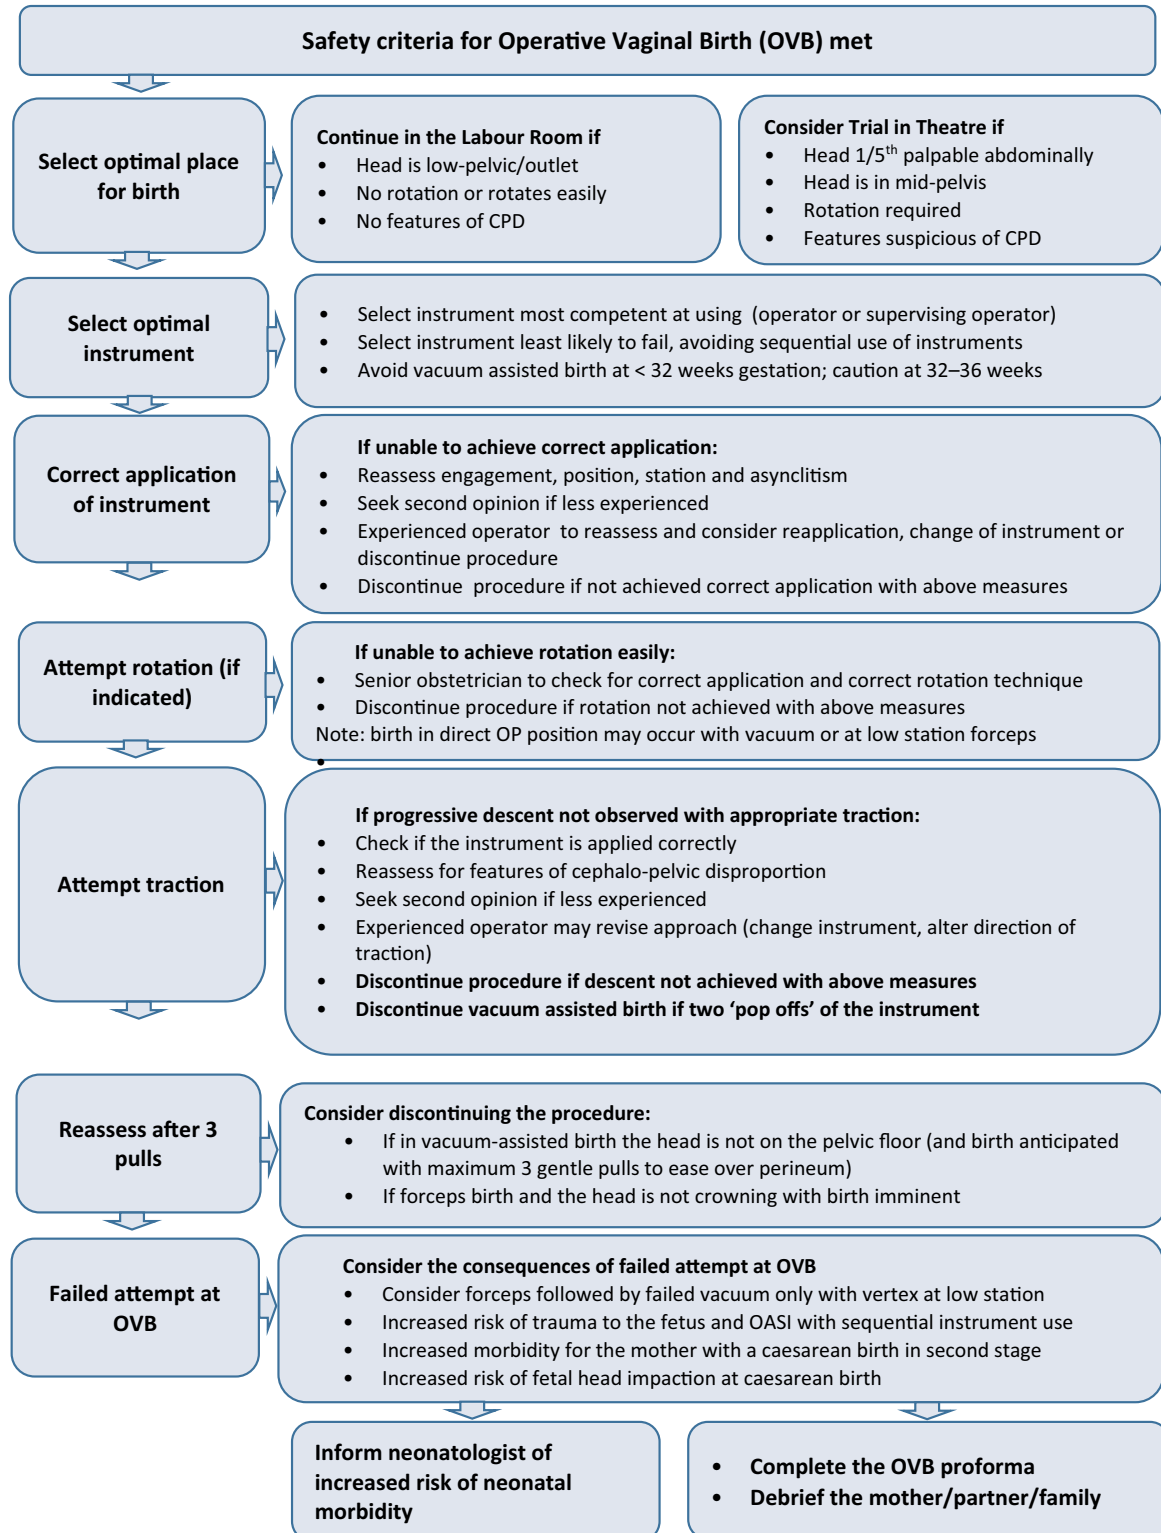 Safety criteria for Operative Vaginal Birth (OVB) met
Select optimal place
for birth
Continue in the Labour Room if
• Head is low-pelvic/outlet
• No rotation or rotates easily
• No features of CPD
Consider Trial in Theatre if
• Head 1/5th palpable abdominally
• Head is in mid-pelvis
• Rotation required
• Features suspicious of CPD
Select optimal
instrument
• Select instrument most competent at using (operator or supervising operator)
• Select instrument least likely to fail, avoiding sequential use of instruments
• Avoid vacuum assisted birth at < 32 weeks gestation; caution at 32–36 weeks
Correct application
of instrument
If unable to achieve correct application:
• Reassess engagement, position, station and asynclitism
• Seek second opinion if less experienced
• Experienced operator to reassess and consider reapplication, change of instrument or
discontinue procedure
• Discontinue procedure if not achieved correct application with above measures
Attempt rotation (if
indicated)
If unable to achieve rotation easily:
• Senior obstetrician to check for correct application and correct rotation technique
• Discontinue procedure if rotation not achieved with above measures
Note: birth in direct OP position may occur with vacuum or at low station forceps
•
Attempt traction
If progressive descent not observed with appropriate traction:
• Check if the instrument is applied correctly
• Reassess for features of cephalo-pelvic disproportion
• Seek second opinion if less experienced
• Experienced operator may revise approach (change instrument, alter direction of
traction)
• Discontinue procedure if descent not achieved with above measures
• Discontinue vacuum assisted birth if two ‘pop offs’ of the instrument
Reassess after 3
pulls
Consider discontinuing the procedure:
• If in vacuum-assisted birth the head is not on the pelvic floor (and birth anticipated
with maximum 3 gentle pulls to ease over perineum)
• If forceps birth and the head is not crowning with birth imminent
Failed attempt at
OVB
Consider the consequences of failed attempt at OVB
• Consider forceps followed by failed vacuum only with vertex at low station
• Increased risk of trauma to the fetus and OASI with sequential instrument use
• Increased morbidity for the mother with a caesarean birth in second stage
• Increased risk of fetal head impaction at caesarean birth
Inform neonatologist of
increased risk of neonatal
morbidity
• Complete the OVB proforma
• Debrief the mother/partner/family